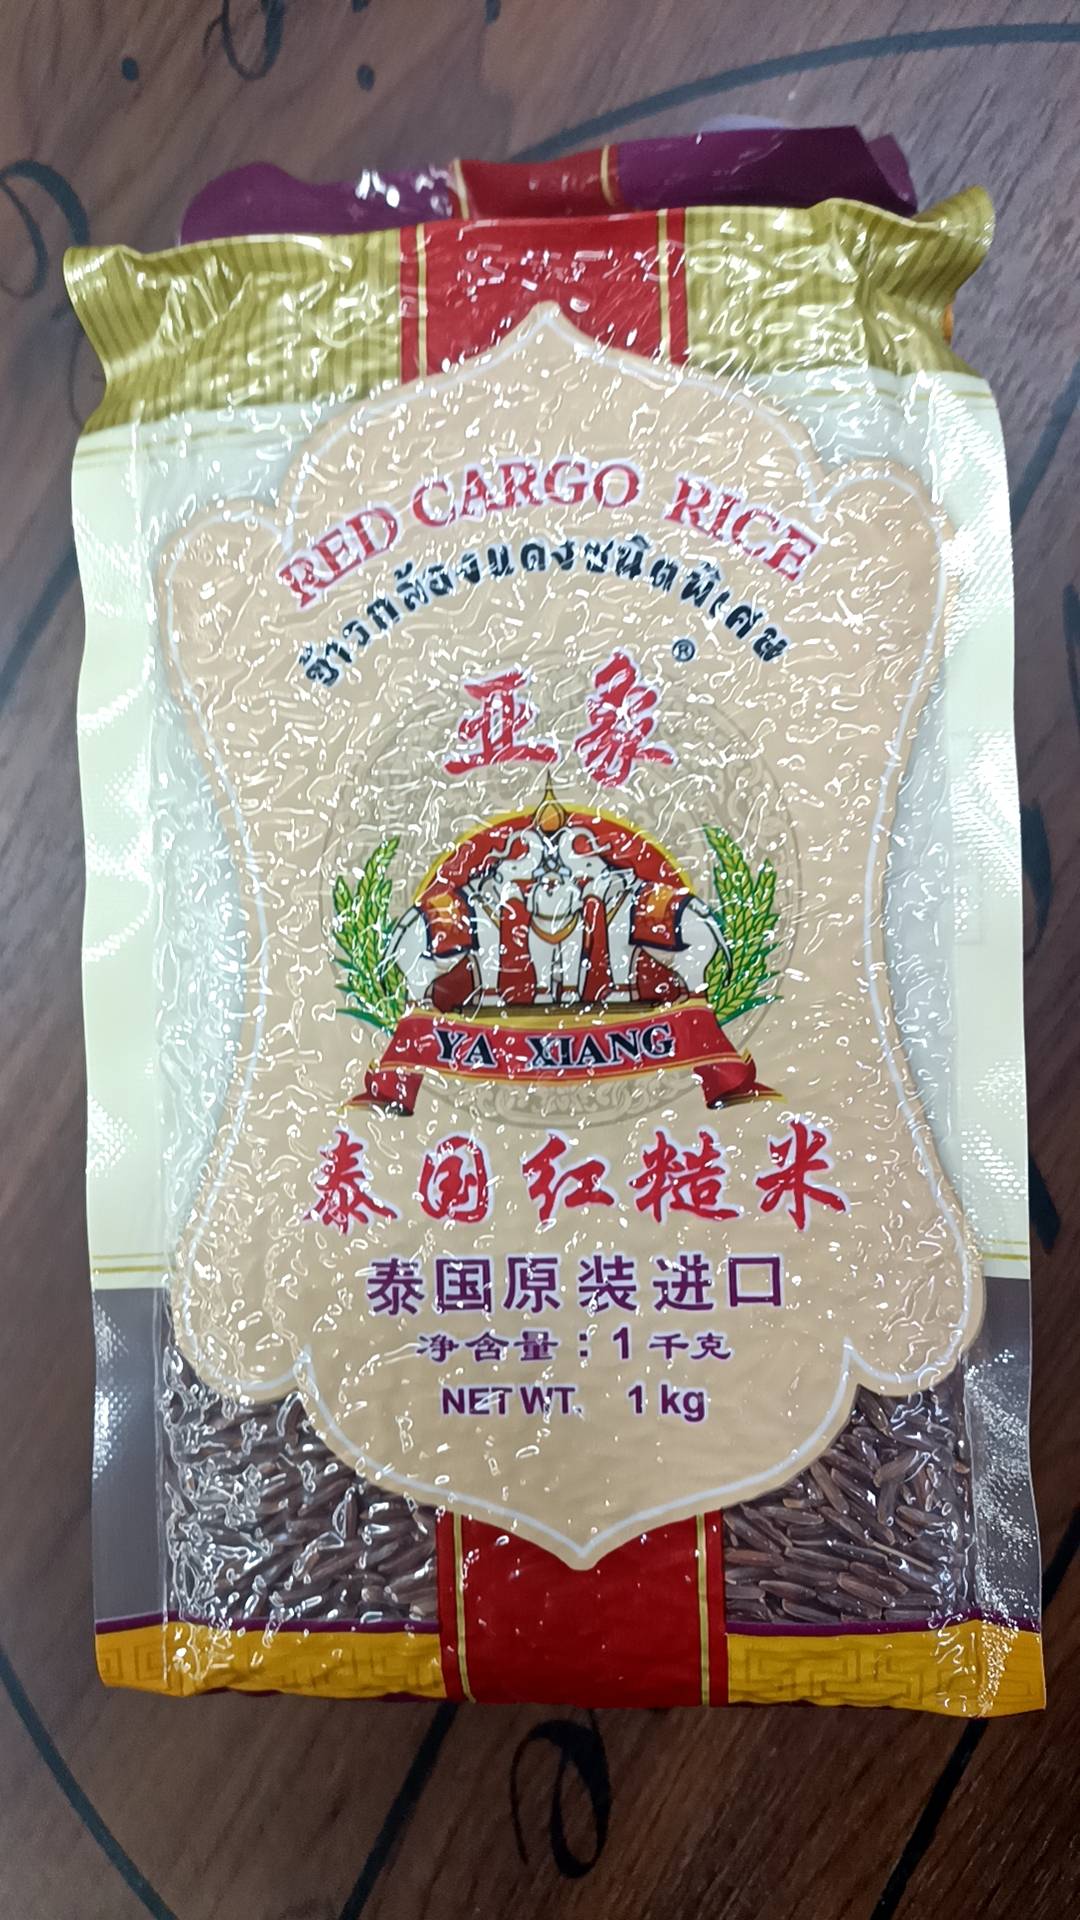 RED CARGO RICE
ข้าวกล้องแดงชนิดพิเศษ
®
亚象
YA XIANG
泰国红糙米
泰国原装进口
净含量：1千克
NET WT. 1 kg